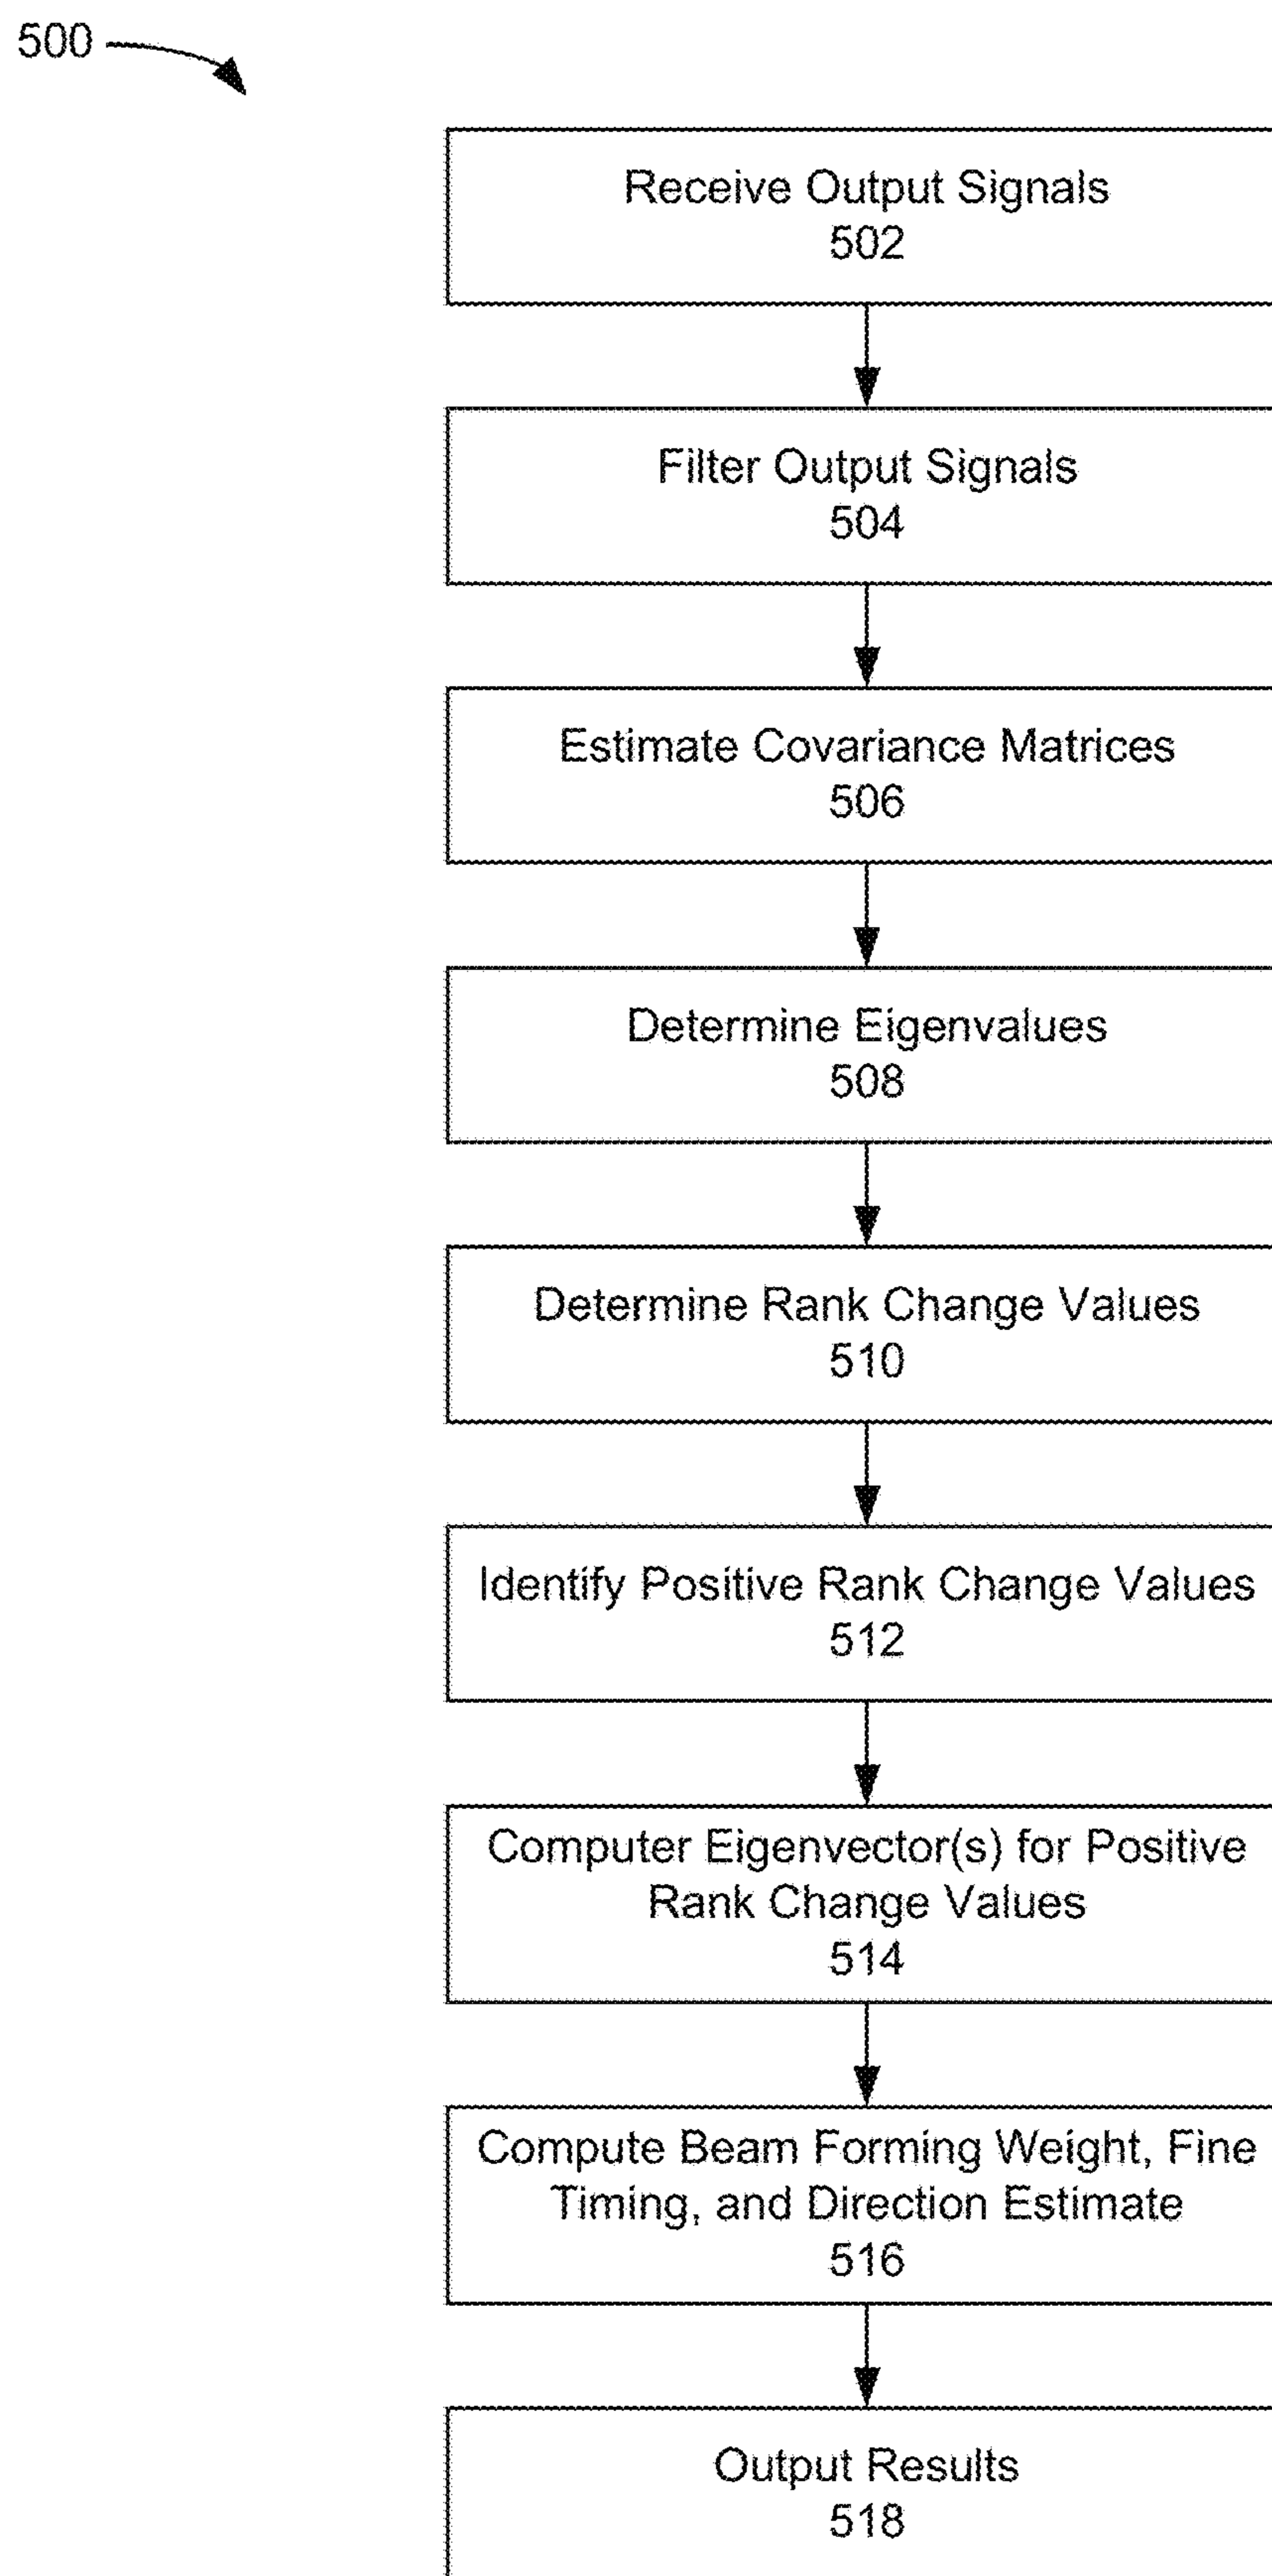 500
Receive Output Signals
502
Filter Output Signals
504
Estimate Covariance Matrices
506
Determine Eigenvalues
508
Determine Rank Change Values
510
Identify Positive Rank Change Values
512
Computer Eigenvector(s) for Positive
Rank Change Values
514
Compute Beam Forming Weight, Fine
Timing, and Direction Estimate
516
Output Results
518